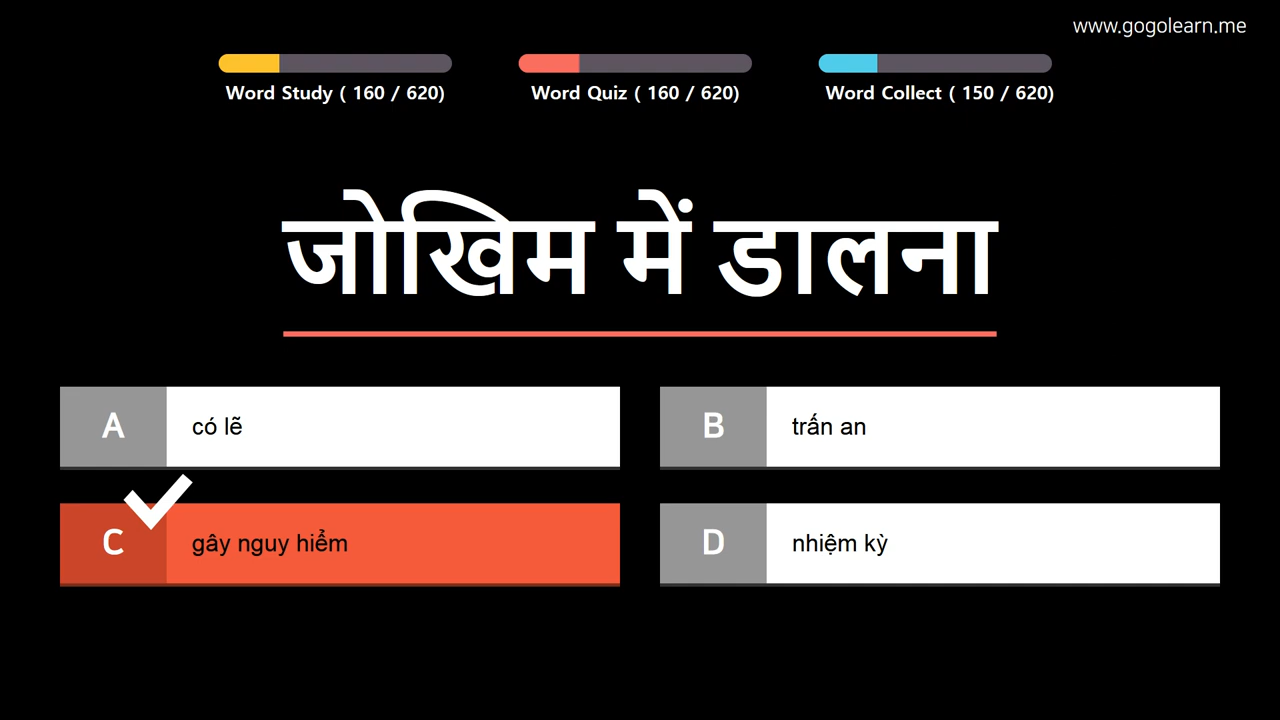 www.gogolearn.me
Word Study ( 160 / 620)
Word Quiz ( 160 / 620)
Word Collect ( 150 / 620)
जोखिम में डालना
A
có lẽ
B
trấn an
C
gây nguy hiểm
D
nhiệm kỳ